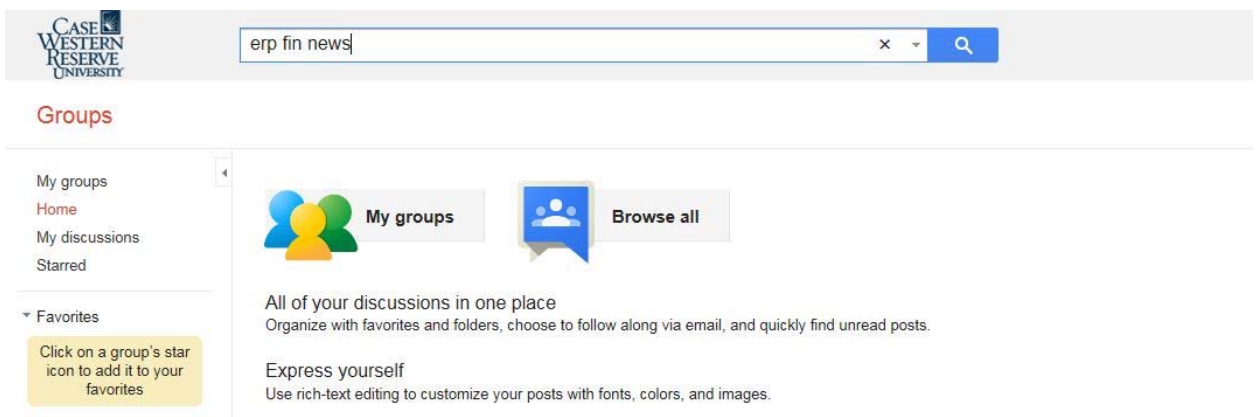 CASE
WESTERN
RESERVE
UNIVERSITY
erp fin news
Groups
My groups
Home
My discussions
Starred
Favorites
Click on a group's star
icon to add it to your
favorites
My groups
Browse all
All of your discussions in one place
Organize with favorites and folders, choose to follow along via email, and quickly find unread posts.
Express yourself
Use rich-text editing to customize your posts with fonts, colors, and images.